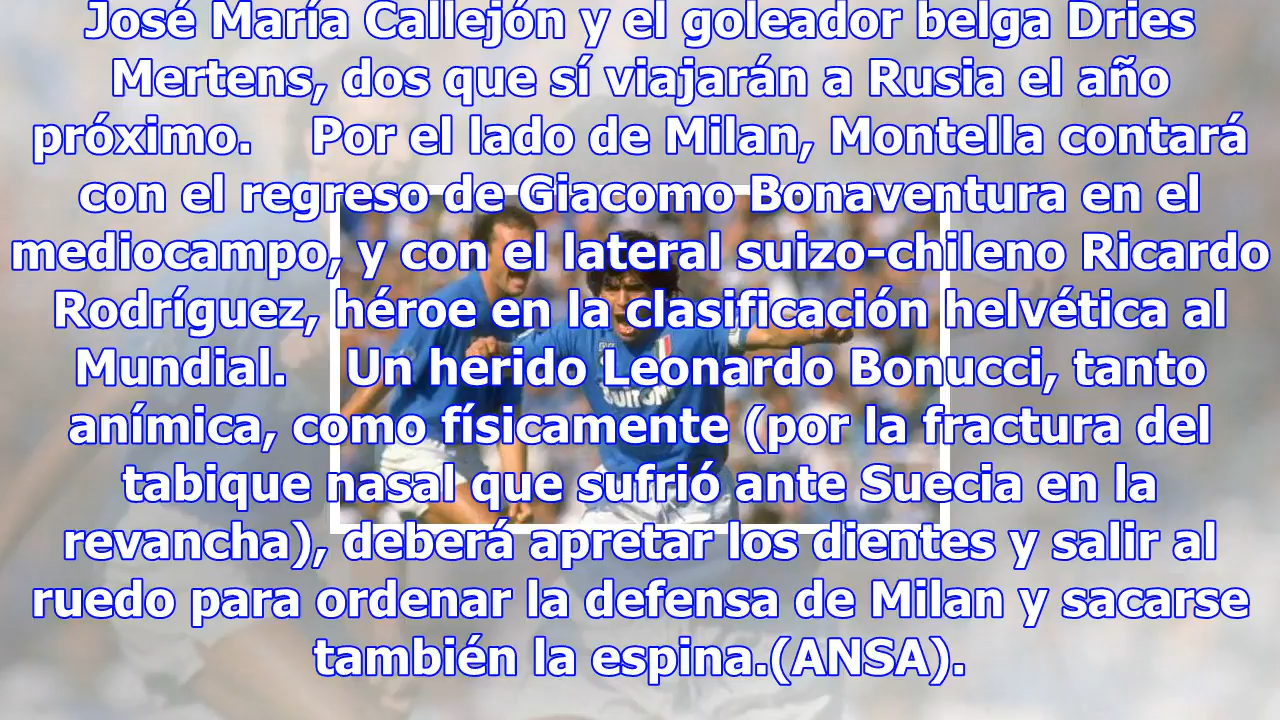 José María Callejón y el goleador belga Dries
Mertens, dos que sí viajarán a Rusia el año
próximo.    Por el lado de Milan, Montella contará
con el regreso de Giacomo Bonaventura en el
mediocampo, y con el lateral suizo-chileno Ricardo
Rodríguez, héroe en la clasificación helvética al
Mundial.    Un herido Leonardo Bonucci, tanto
anímica, como físicamente (por la fractura del
tabique nasal que sufrió ante Suecia en la
revancha), deberá apretar los dientes y salir al
ruedo para ordenar la defensa de Milan y sacarse
también la espina.(ANSA).